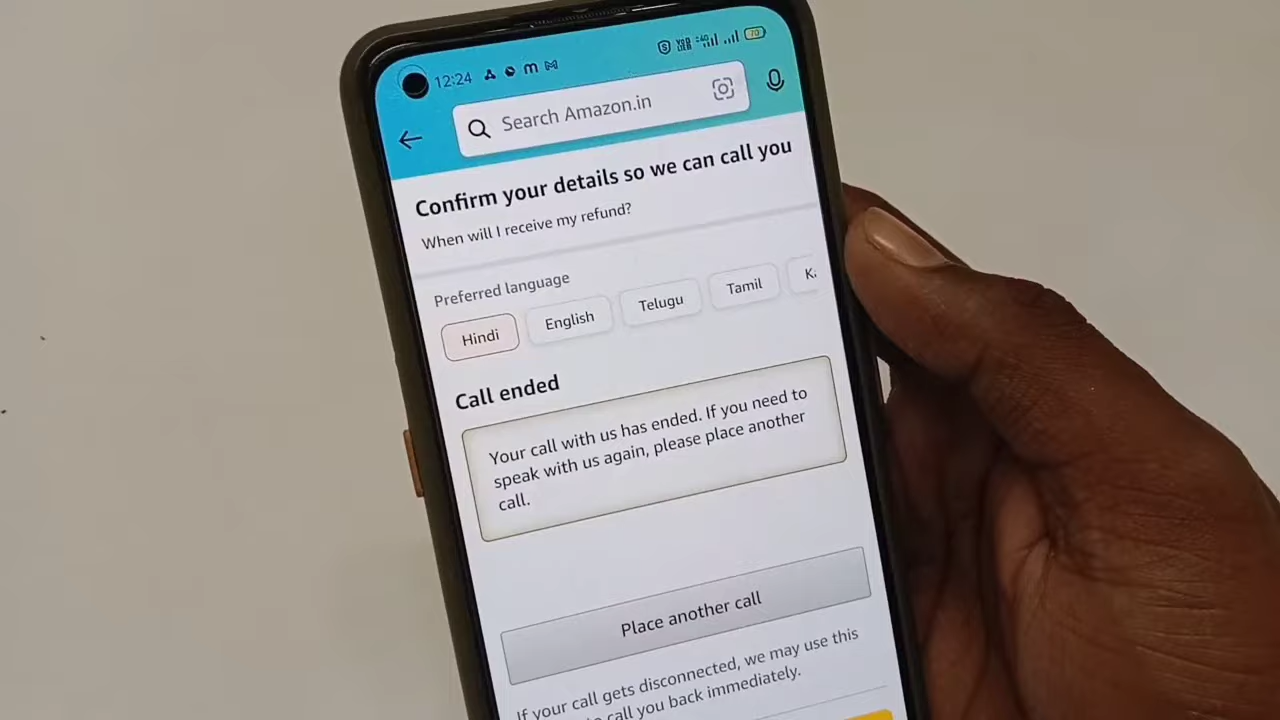 12:24
70
Search Amazon.in
Confirm your details so we can call you
When will I receive my refund?
Preferred language
Hindi English Telugu Tamil
Call ended
Your call with us has ended. If you need to
speak with us again, please place another
call.
Place another call
If your call gets disconnected, we may use this
to call you back immediately.